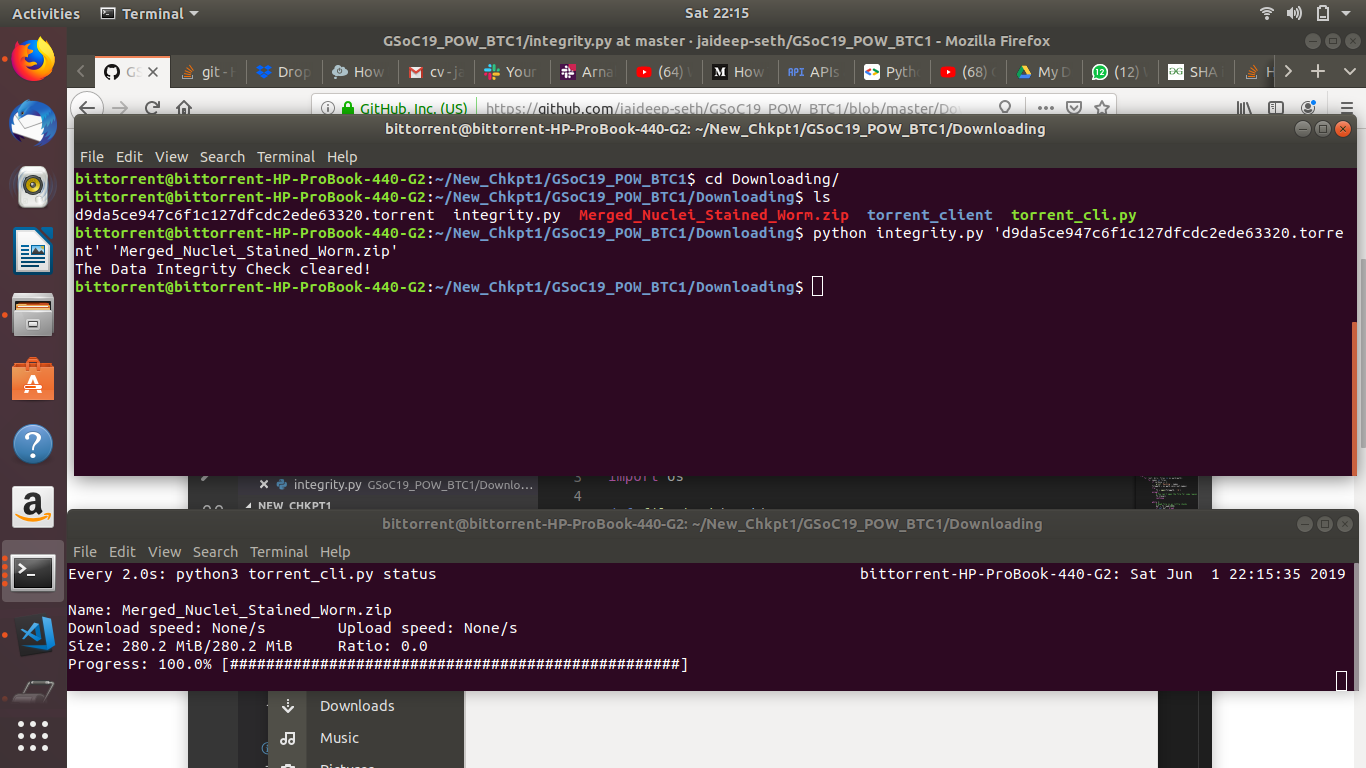 Activities Terminal Sat 22:15
GSoC19_POW_BTC1/integrity.py at master · jaideep-seth/GSoC19_POW_BTC1 - Mozilla Firefox
GS git - H Drop How cv - ja Your Arna (64) \ How APIs Pytho (68) ( My D (12) \ SHA H
GitHub, Inc. (US) https://github.com/jaideep-seth/GSoC19_POW_BTC1/blob/master/Do
bittorrent@bittorrent-HP-ProBook-440-G2: ~/New_Chkpt1/GSoC19_POW_BTC1/Downloading
File Edit View Search Terminal Help
bittorrent@bittorrent-HP-ProBook-440-G2:~/New_Chkpt1/GSoC19_POW_BTC1$ cd Downloading/
bittorrent@bittorrent-HP-ProBook-440-G2:~/New_Chkpt1/GSoC19_POW_BTC1/Downloading$ ls
d9da5ce947c6f1c127dfcdc2ede63320.torrent integrity.py Merged_Nuclei_Stained_Worm.zip torrent_client torrent_cli.py
bittorrent@bittorrent-HP-ProBook-440-G2:~/New_Chkpt1/GSoC19_POW_BTC1/Downloading$ python integrity.py 'd9da5ce947c6f1c127dfcdc2ede63320.torre
nt' 'Merged_Nuclei_Stained_Worm.zip'
The Data Integrity Check cleared!
bittorrent@bittorrent-HP-ProBook-440-G2:~/New_Chkpt1/GSoC19_POW_BTC1/Downloading$
3 import os
integrity.py GSoC19_POW_BTC1/Downlo...
4
NEW_CHKPT1
bittorrent@bittorrent-HP-ProBook-440-G2: ~/New_Chkpt1/GSoC19_POW_BTC1/Downloading
File Edit View Search Terminal Help
Every 2.0s: python3 torrent_cli.py status bittorrent-HP-ProBook-440-G2: Sat Jun 1 22:15:35 2019
Name: Merged_Nuclei_Stained_Worm.zip
Download speed: None/s Upload speed: None/s
Size: 280.2 MiB/280.2 MiB Ratio: 0.0
Progress: 100.0% [##################################################]
Downloads
Music
Pictures